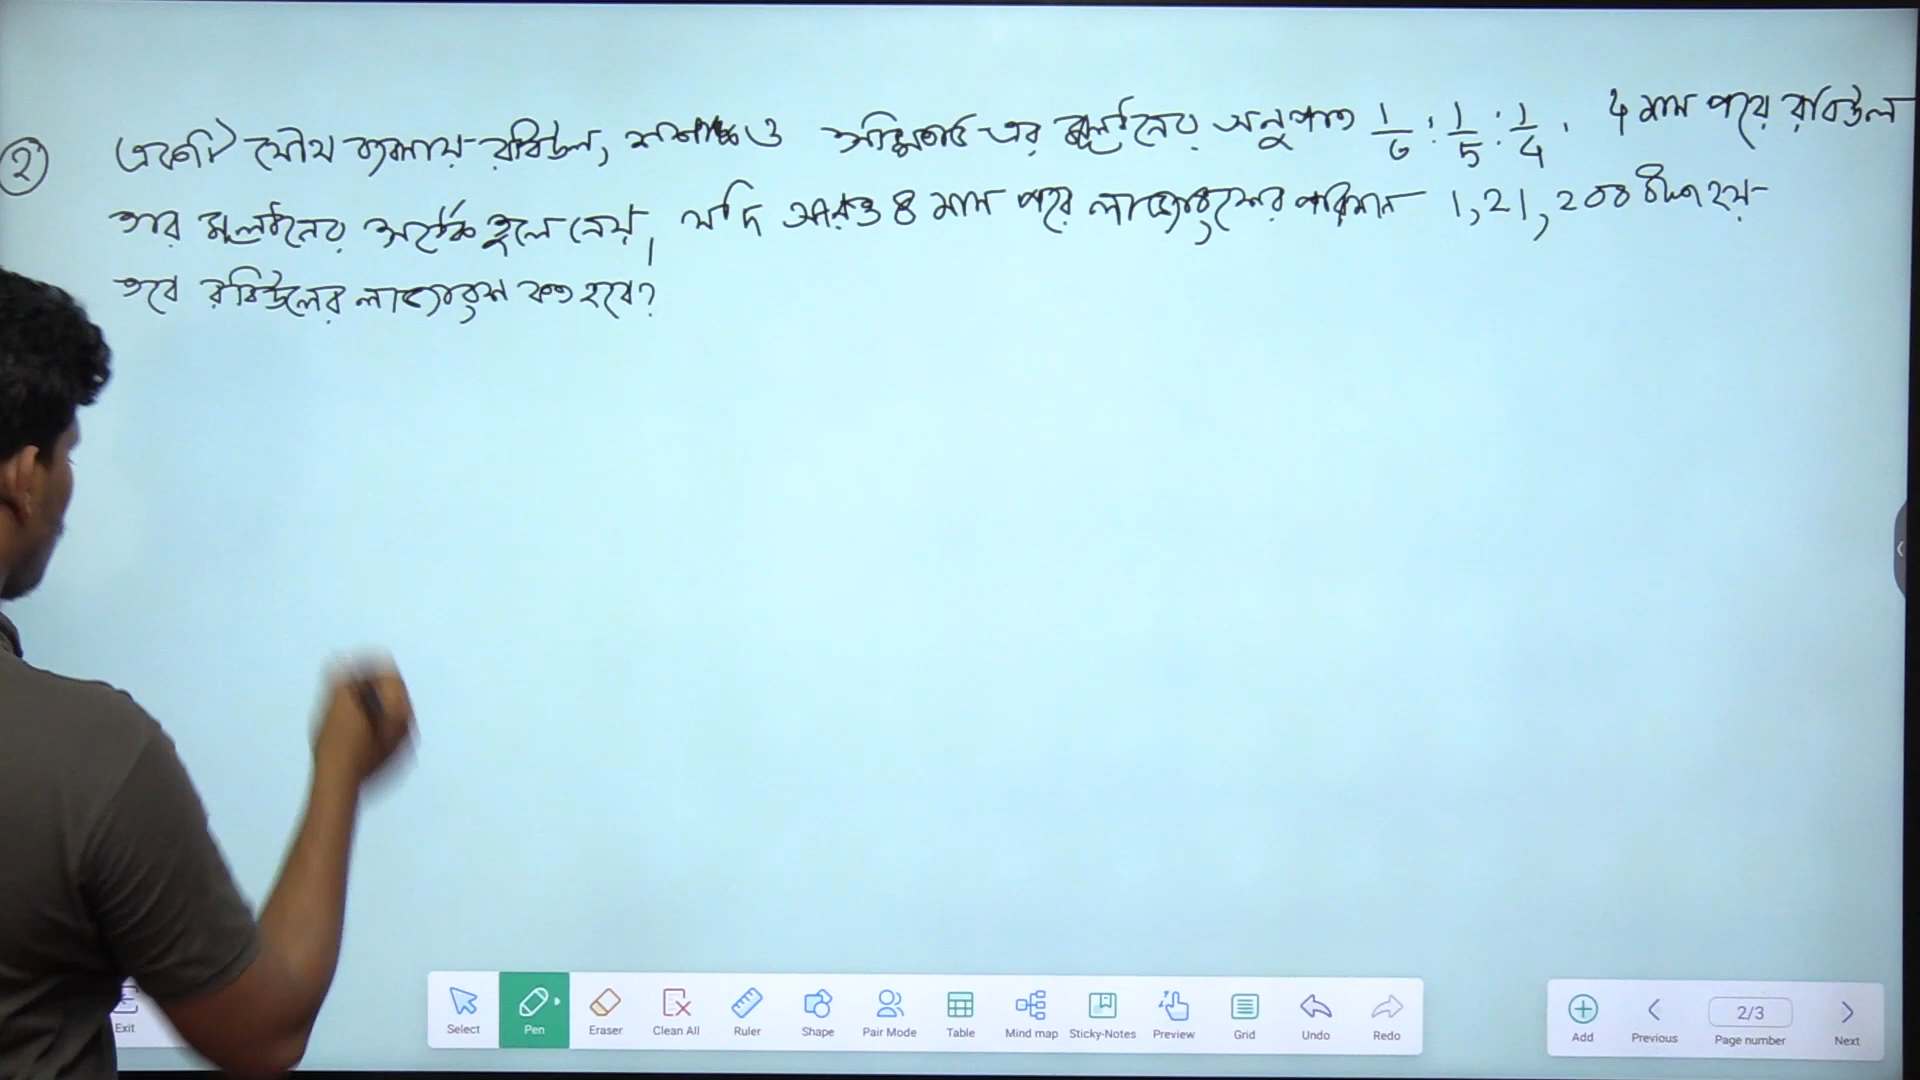 ২ একটি যৌথ ব্যবসায় রবিউল, শশাঙ্ক ও এর মূলধনের অনুপাত 1/6 : 1/5 : 1/4. 4 মাস পরে রবিউল
তার মূলধনের অর্ধেক তুলে নেয়, যদি আরও ৪ মাস পরে লাভ্যাংশের পরিমান 1,21,200 টাকা হয়
তবে রবিউলের লাভ্যাংশ কত হবে?
Exit
Select Pen Eraser Clean All Ruler Shape Pair Mode Table Mind map Sticky-Notes Preview Grid Undo Redo
Add Previous 2/3 Page number Next